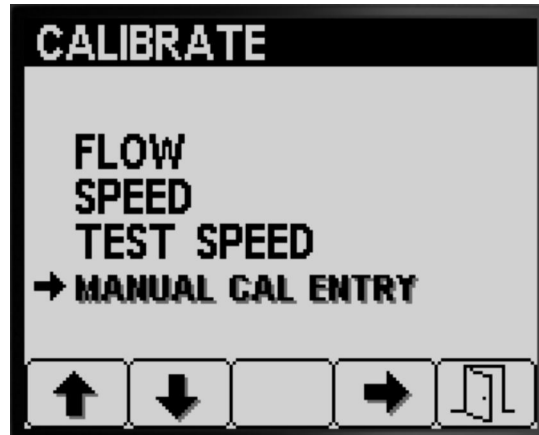 CALIBRATE
FLOW
SPEED
TEST SPEED
MANUAL CAL ENTRY